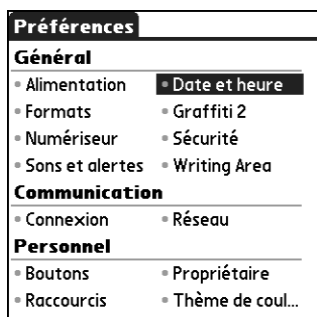 Préférences
Général
Alimentation Date et heure
Formats Graffiti 2
Numériseur Sécurité
Sons et alertes Writing Area
Communication
Connexion Réseau
Personnel
Boutons Propriétaire
Raccourcis Thème de coul...